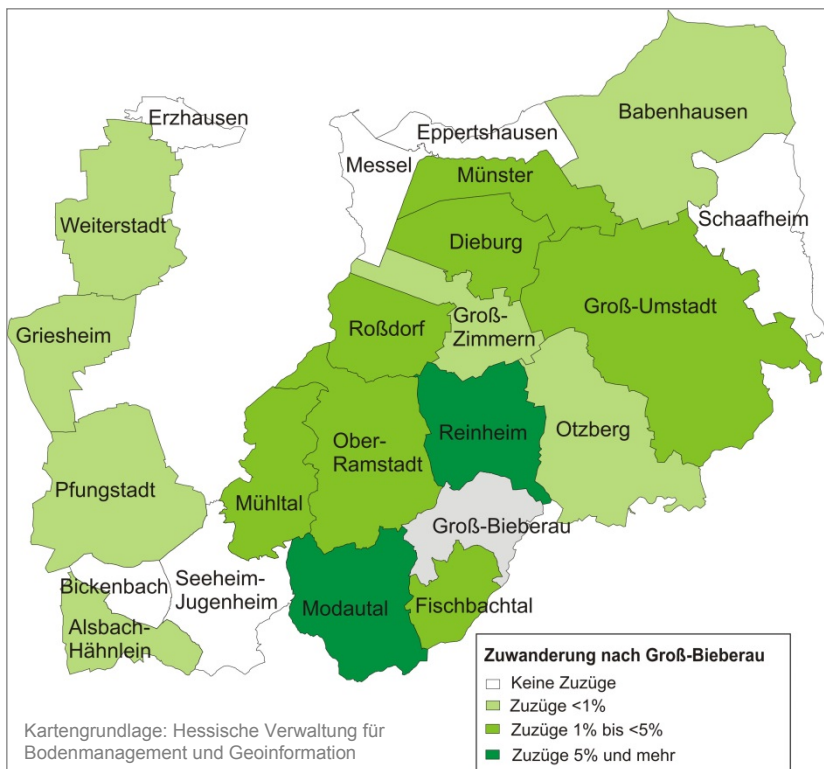 Erzhausen
Babenhausen
Eppertshausen
Messel
Münster
Schaafheim
Weiterstadt
Dieburg
Groß-Umstadt
Griesheim
Roßdorf
Groß-
Zimmern
Reinheim
Otzberg
Ober-
Ramstadt
Pfungstadt
Mühltal
Groß-Bieberau
Bickenbach
Seeheim-
Jugenheim
Modautal
Fischbachtal
Alsbach-
Hähnlein
Zuwanderung nach Groß-Bieberau
Keine Zuzüge
Zuzüge <1%
Zuzüge 1% bis <5%
Zuzüge 5% und mehr
Kartengrundlage: Hessische Verwaltung für
Bodenmanagement und Geoinformation